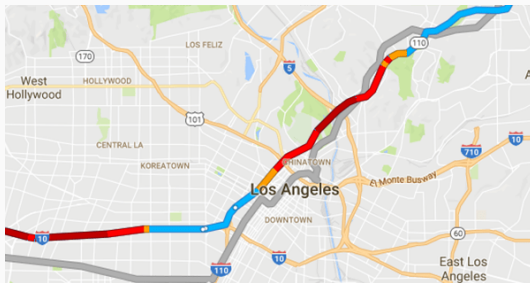 LOS FELIZ
110
170
5
West
Hollywood
HOLLYWOOD
101
CENTRAL LA
10
710
KOREATOWN
CHINATOWN
El Monte Busway
Los Angeles
DOWNTOWN
10
60
110
10
East Los
Angeles